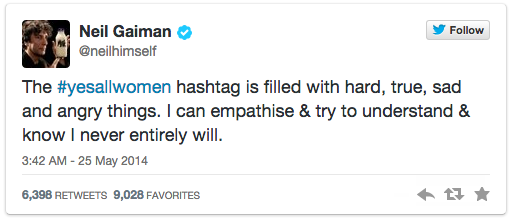 Neil Gaiman
@neilhimself
Follow
The #yesallwomen hashtag is filled with hard, true, sad
and angry things. I can empathise & try to understand &
know I never entirely will.
3:42 AM - 25 May 2014
6,398 RETWEETS 9,028 FAVORITES